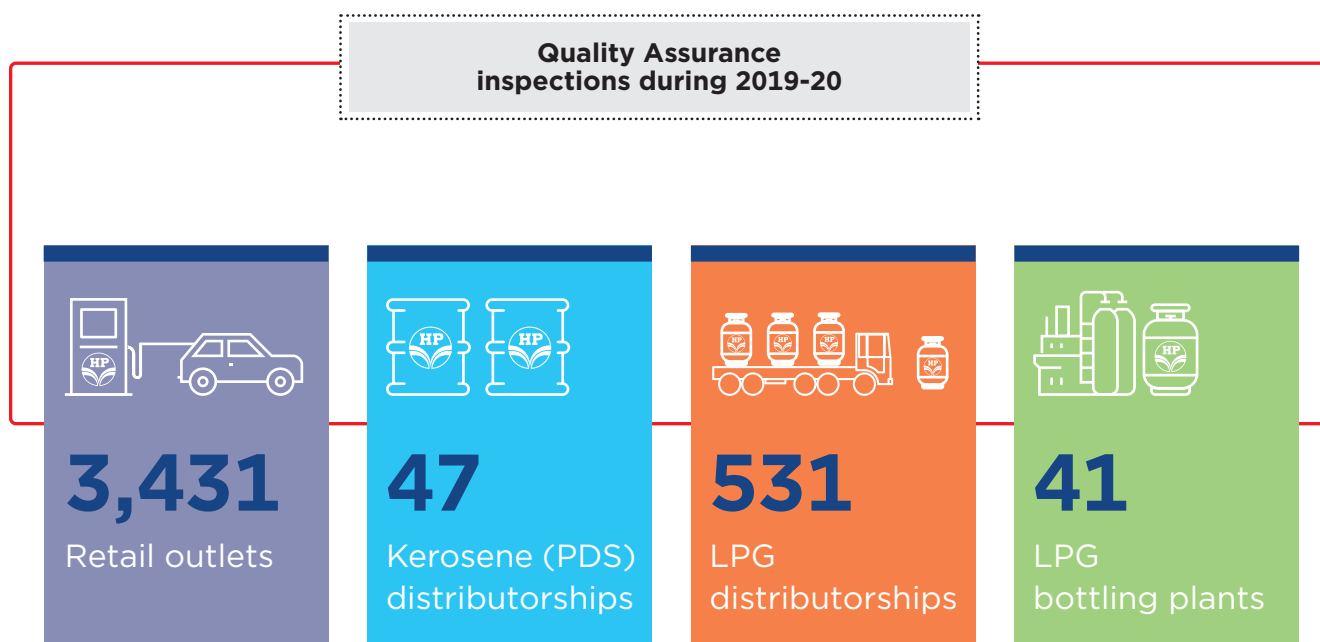 Quality Assurance
inspections during 2019-20
HP
HP
HP
HP
HP
HP
HP
HP
3,431
Retail outlets
47
Kerosene (PDS)
distributorships
531
LPG
distributorships
41
LPG
bottling plants